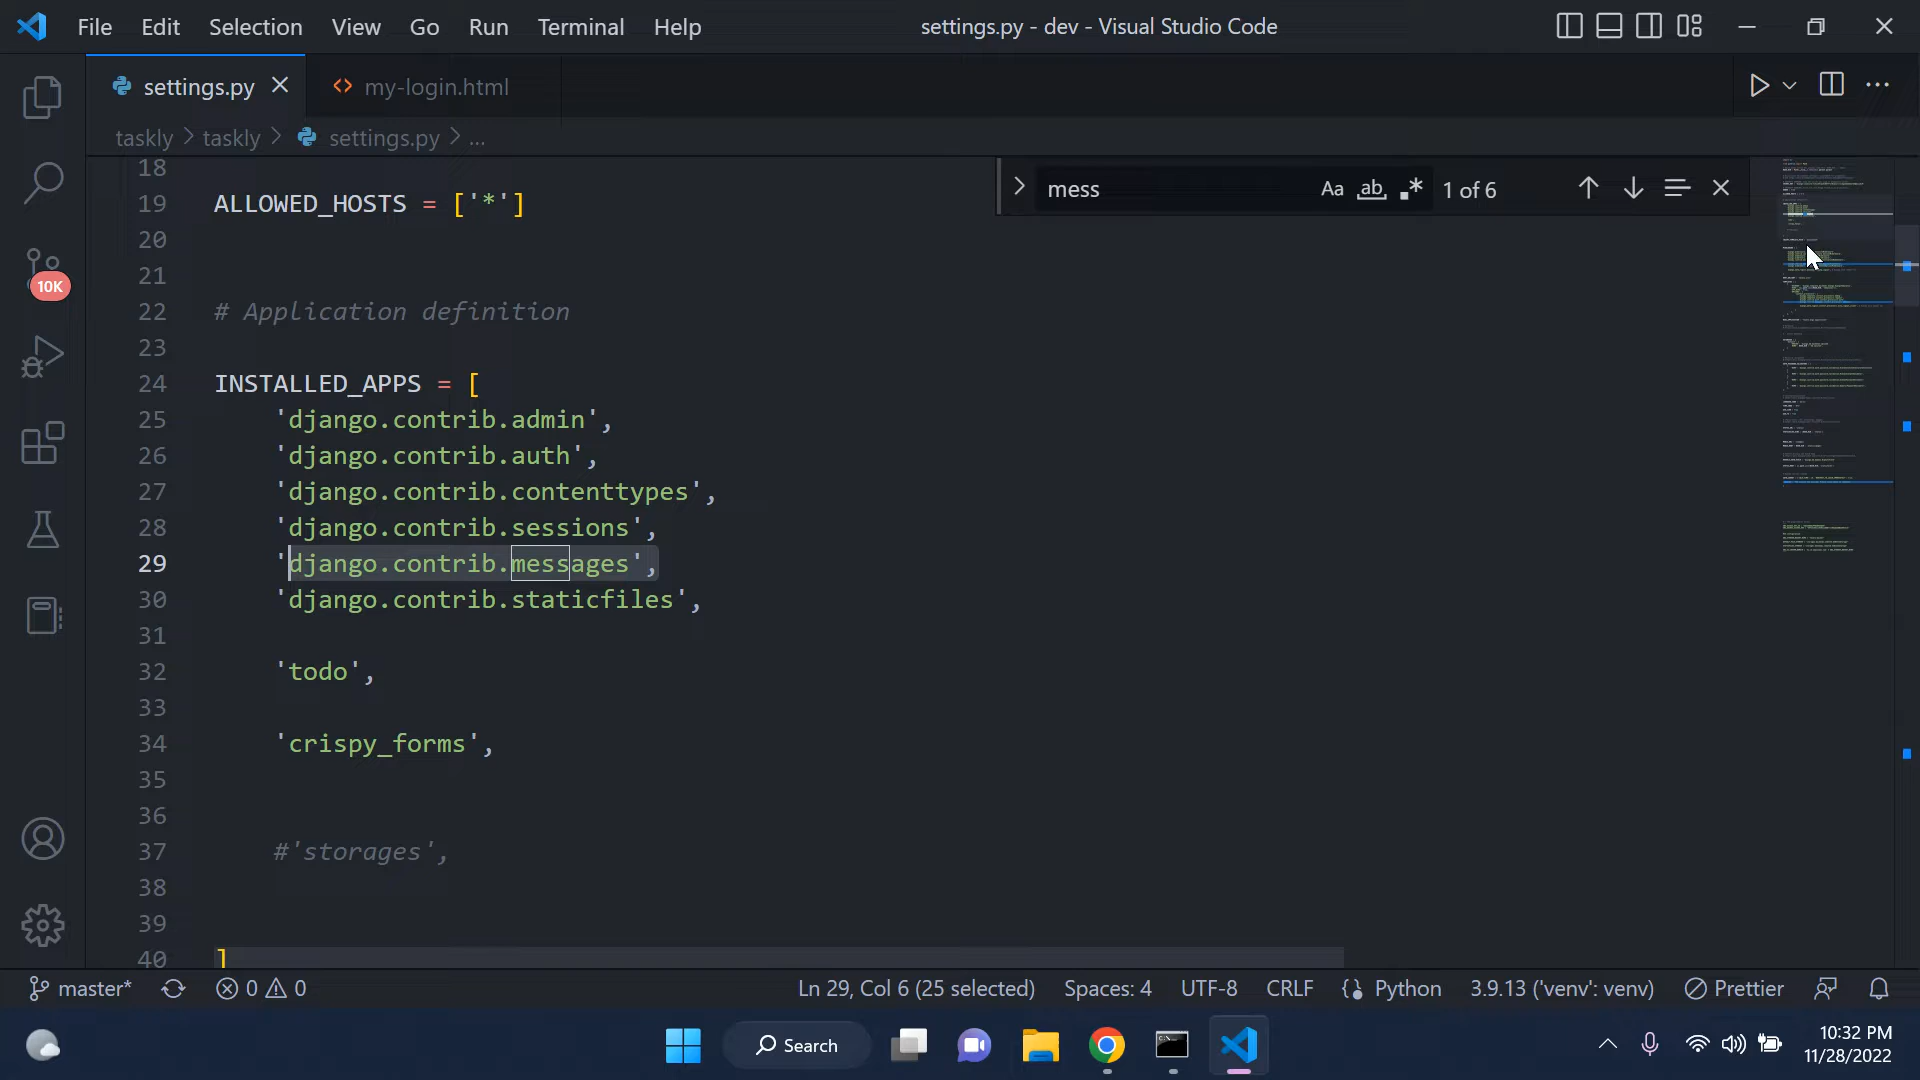 File Edit Selection View Go Run Terminal Help
settings.py - dev - Visual Studio Code
settings.py
my-login.html
taskly > taskly > settings.py > ...
mess Aa ab 1 of 6
10K
18
19 ALLOWED_HOSTS = ['*']
20
21
22 # Application definition
23
24 INSTALLED_APPS = [
25 'django.contrib.admin',
26 'django.contrib.auth',
27 'django.contrib.contenttypes',
28 'django.contrib.sessions',
29 'django.contrib.messages',
30 'django.contrib.staticfiles',
31
32 'todo',
33
34 'crispy_forms',
35
36
37 #'storages',
38
39
40 ]
master* 0 0 Ln 29, Col 6 (25 selected) Spaces: 4 UTF-8 CRLF Python 3.9.13 ('venv': venv) Prettier
Search
10:32 PM
11/28/2022